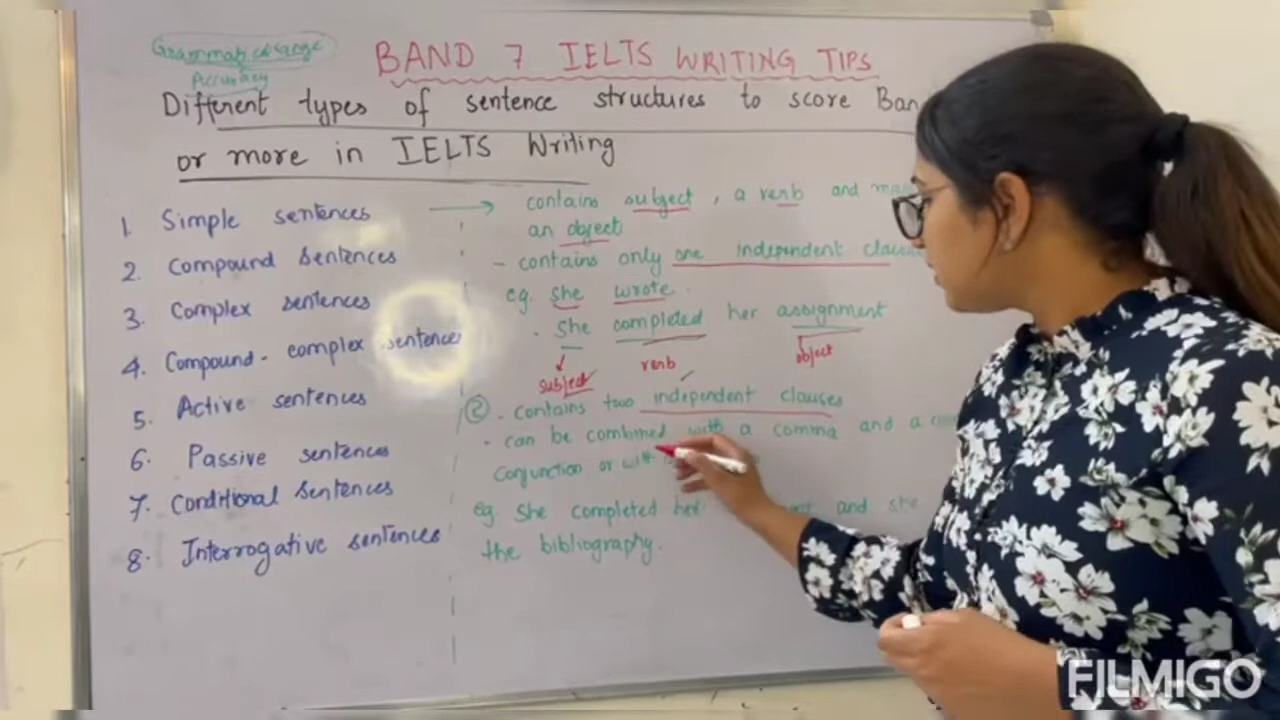 Grammatical range
Accuracy
BAND 7 IELTS WRITING TIPS
Different types of sentence structures to score Ban
or more in IELTS Writing
1. Simple sentences
2. Compound Sentences
3. Complex sentences
4. Compound-complex sentences
5. Active sentences
6. Passive sentences
7. Conditional Sentences
8. Interrogative sentences
contains subject, a verb and
an object
- contains only one independent
eg. she wrote.
. She completed her assignment
subject verb object
② . Contains two independent clauses
- can be combined with a comma and a
conjunction or
eg. She completed her and she
the bibliography.
FILMIGO